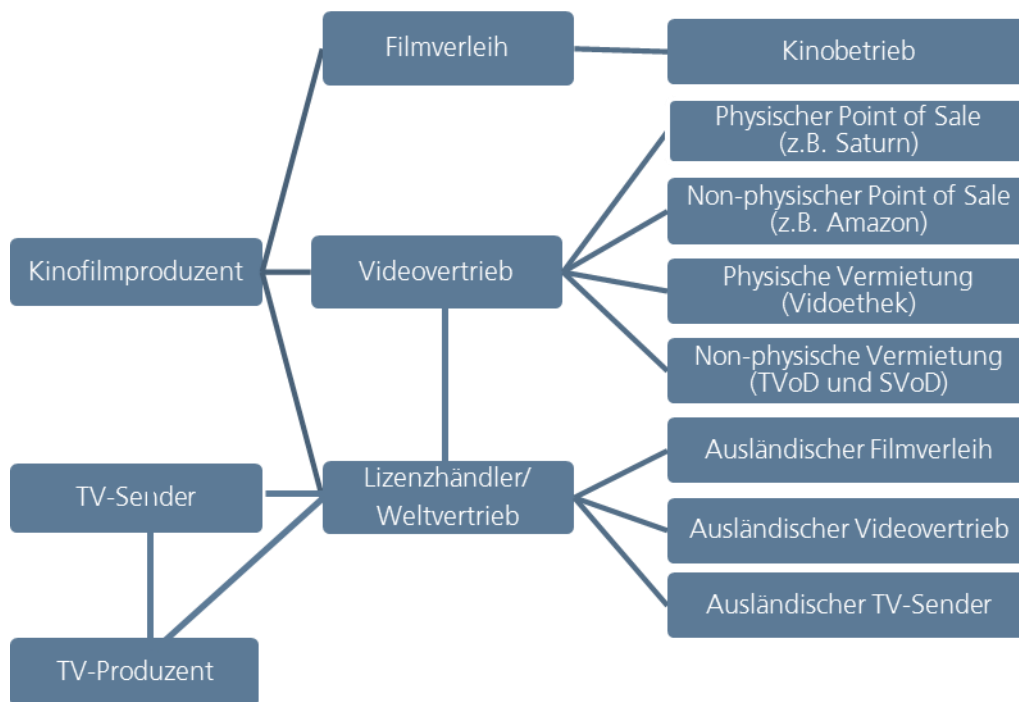 Filmverleih
Kinobetrieb
Physischer Point of Sale
(z.B. Saturn)
Non-physischer Point of Sale
(z.B. Amazon)
Kinofilmproduzent
Videovertrieb
Physische Vermietung
(Vidoethek)
Non-physische Vermietung
(TVoD und SVoD)
Ausländischer Filmverleih
TV-Sender
Lizenzhändler/
Weltvertrieb
Ausländischer Videovertrieb
Ausländischer TV-Sender
TV-Produzent